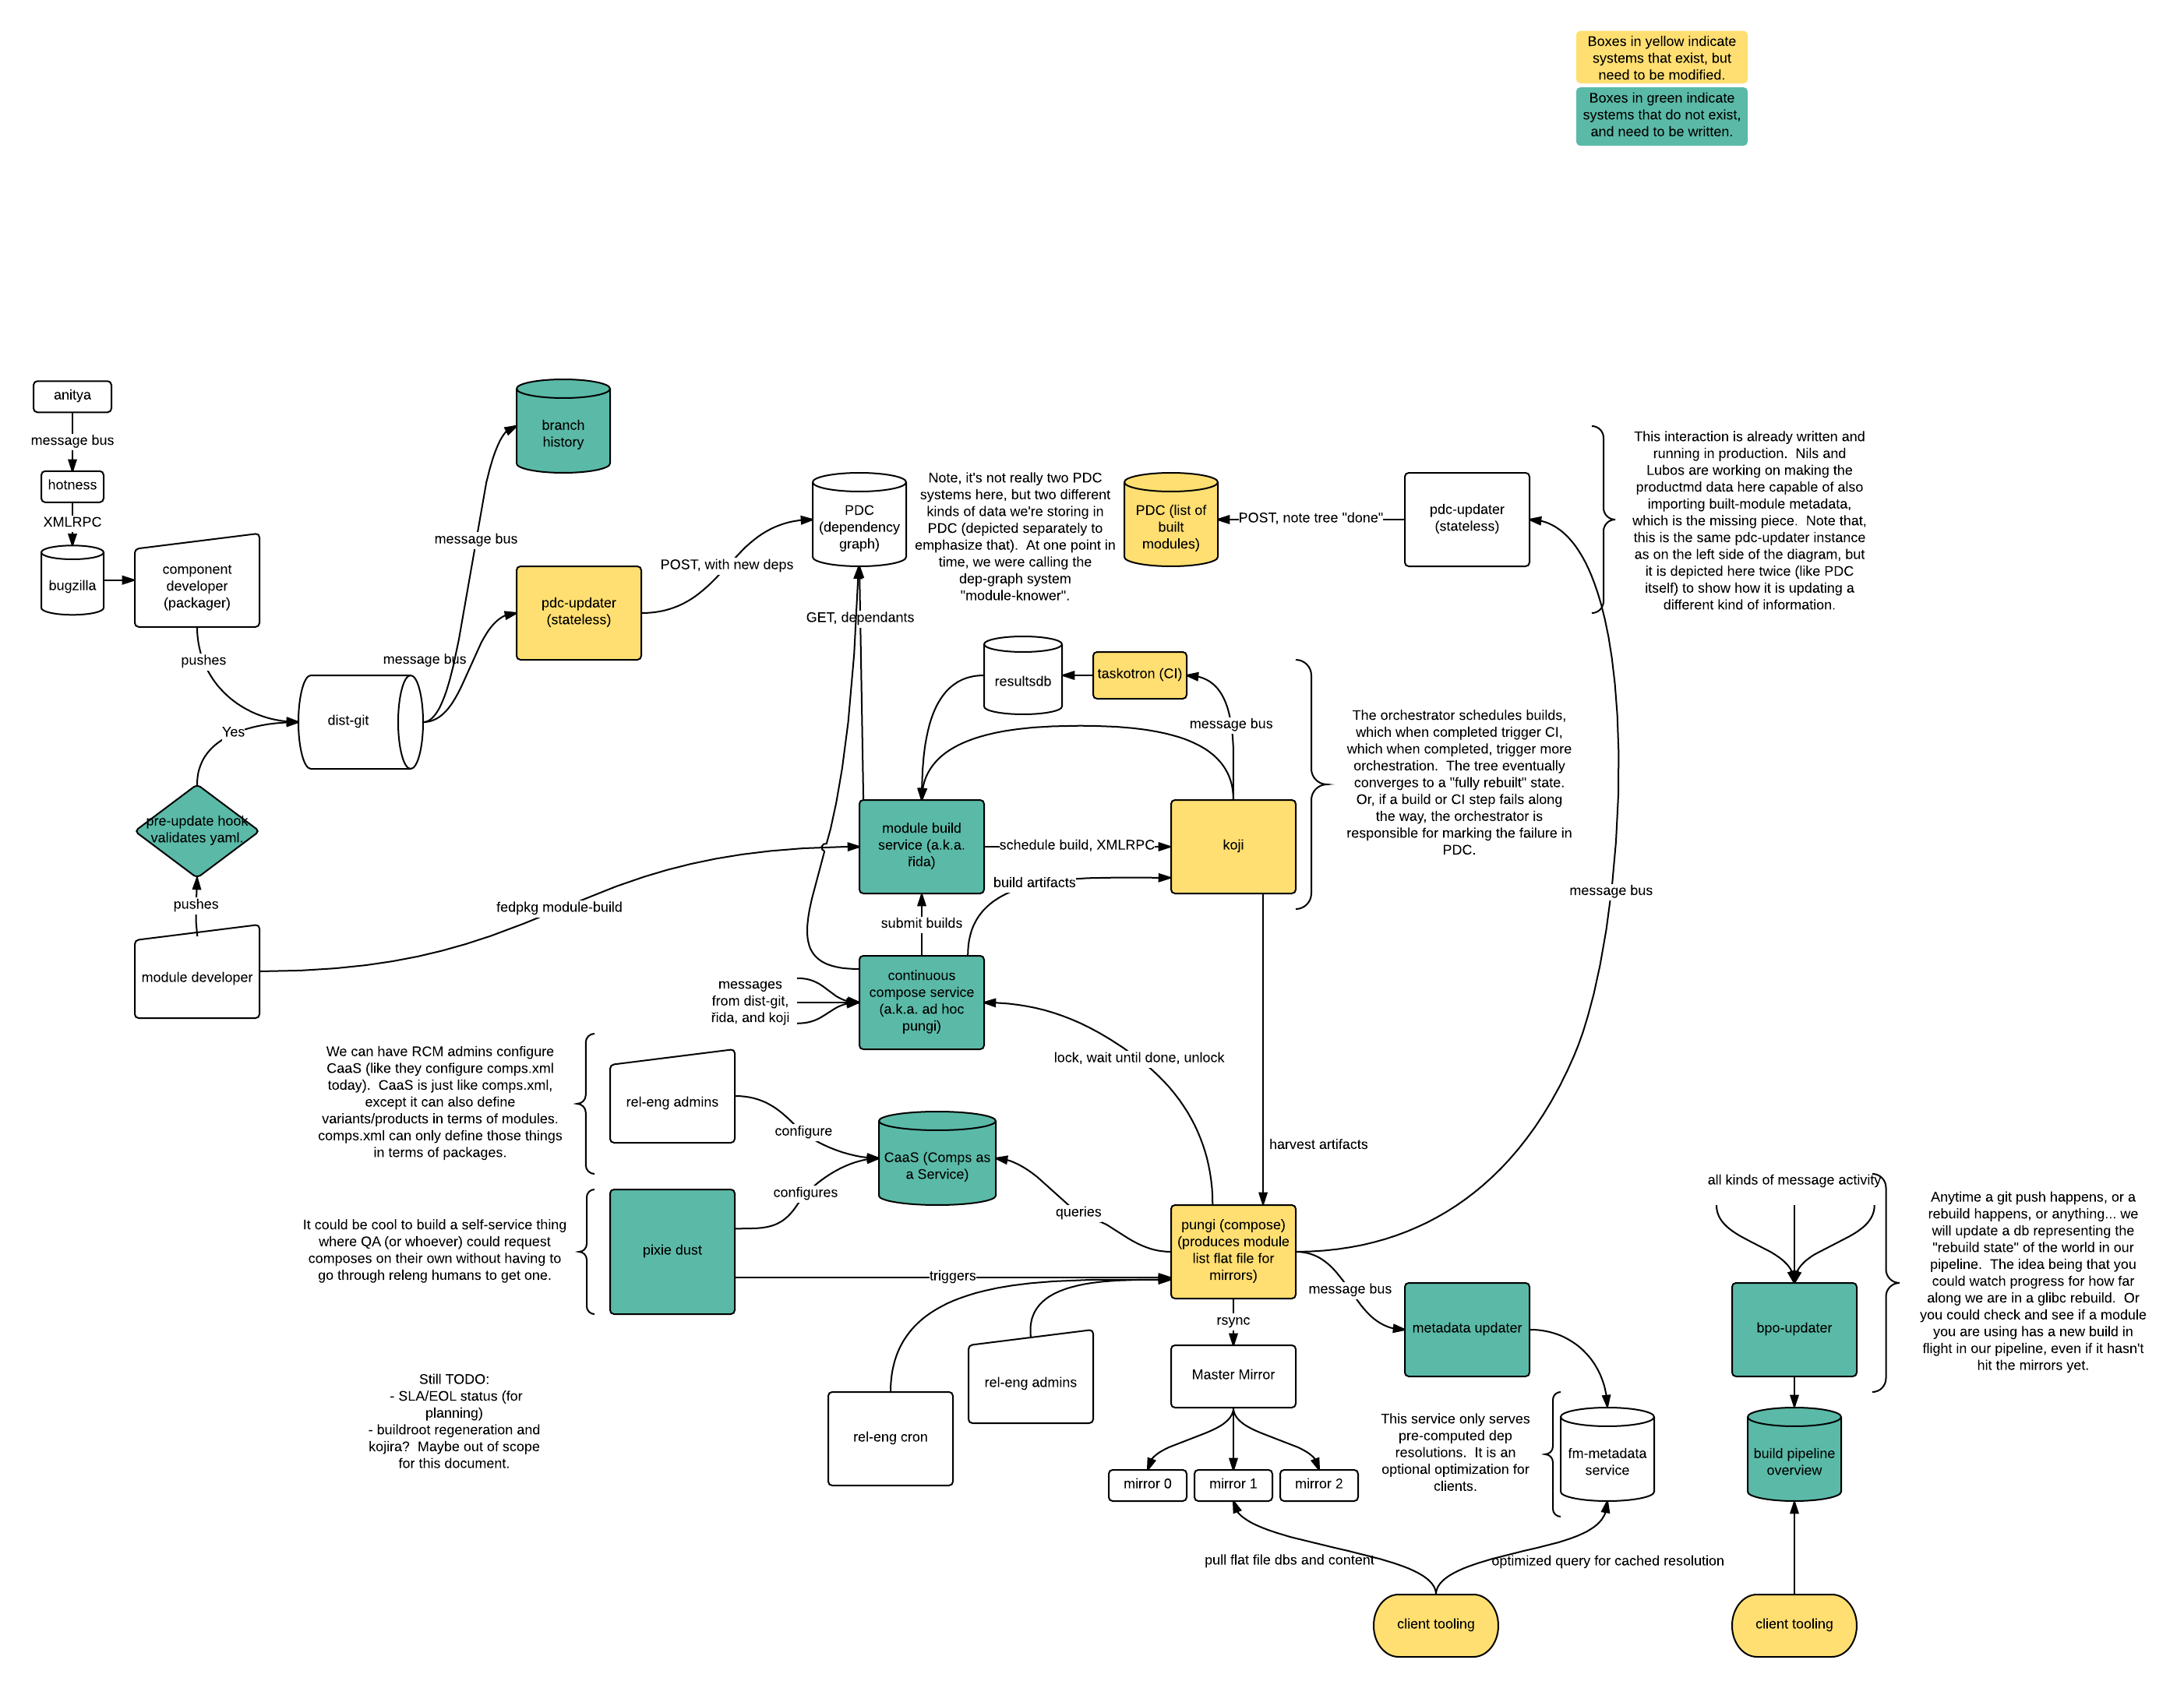 Boxes in yellow indicate
systems that exist, but
need to be modified.
Boxes in green indicate
systems that do not exist,
and need to be written.
anitya
message bus
hotness
XMLRPC
bugzilla
component
developer
(packager)
pushes
Yes
pre-update hook
validates yaml.
pushes
module developer
dist-git
message bus
message bus
branch
history
pdc-updater
(stateless)
POST, with new deps
PDC
(dependency
graph)
Note, it's not really two PDC
systems here, but two different
kinds of data we're storing in
PDC (depicted separately to
emphasize that).  At one point in
time, we were calling the
dep-graph system
"module-knower".
PDC (list of
built
modules)
POST, note tree "done"
pdc-updater
(stateless)
This interaction is already written and
running in production.  Nils and
Lubos are working on making the
productmd data here capable of also
importing built-module metadata,
which is the missing piece.  Note that,
this is the same pdc-updater instance
as on the left side of the diagram, but
it is depicted here twice (like PDC
itself) to show how it is updating a
different kind of information.
GET, dependants
resultsdb
taskotron (CI)
message bus
The orchestrator schedules builds,
which when completed trigger CI,
which when completed, trigger more
orchestration.  The tree eventually
converges to a "fully rebuilt" state.
Or, if a build or CI step fails along
the way, the orchestrator is
responsible for marking the failure in
PDC.
module build
service (a.k.a.
řida)
schedule build, XMLRPC
koji
build artifacts
fedpkg module-build
submit builds
message bus
continuous
compose service
(a.k.a. ad hoc
pungi)
messages
from dist-git,
řida, and koji
lock, wait until done, unlock
We can have RCM admins configure
CaaS (like they configure comps.xml
today).  CaaS is just like comps.xml,
except it can also define
variants/products in terms of modules.
comps.xml can only define those things
in terms of packages.
rel-eng admins
configure
CaaS (Comps as
a Service)
harvest artifacts
configures
queries
It could be cool to build a self-service thing
where QA (or whoever) could request
composes on their own without having to
go through releng humans to get one.
pixie dust
triggers
pungi (compose)
(produces module
list flat file for
mirrors)
message bus
metadata updater
rsync
Master Mirror
rel-eng admins
rel-eng cron
mirror 0
mirror 1
mirror 2
Still TODO:
- SLA/EOL status (for
planning)
- buildroot regeneration and
kojira?  Maybe out of scope
for this document.
This service only serves
pre-computed dep
resolutions.  It is an
optional optimization for
clients.
fm-metadata
service
pull flat file dbs and content
optimized query for cached resolution
client tooling
all kinds of message activity
Anytime a git push happens, or a
rebuild happens, or anything... we
will update a db representing the
"rebuild state" of the world in our
pipeline.  The idea being that you
could watch progress for how far
along we are in a glibc rebuild.  Or
you could check and see if a module
you are using has a new build in
flight in our pipeline, even if it hasn't
hit the mirrors yet.
bpo-updater
build pipeline
overview
client tooling